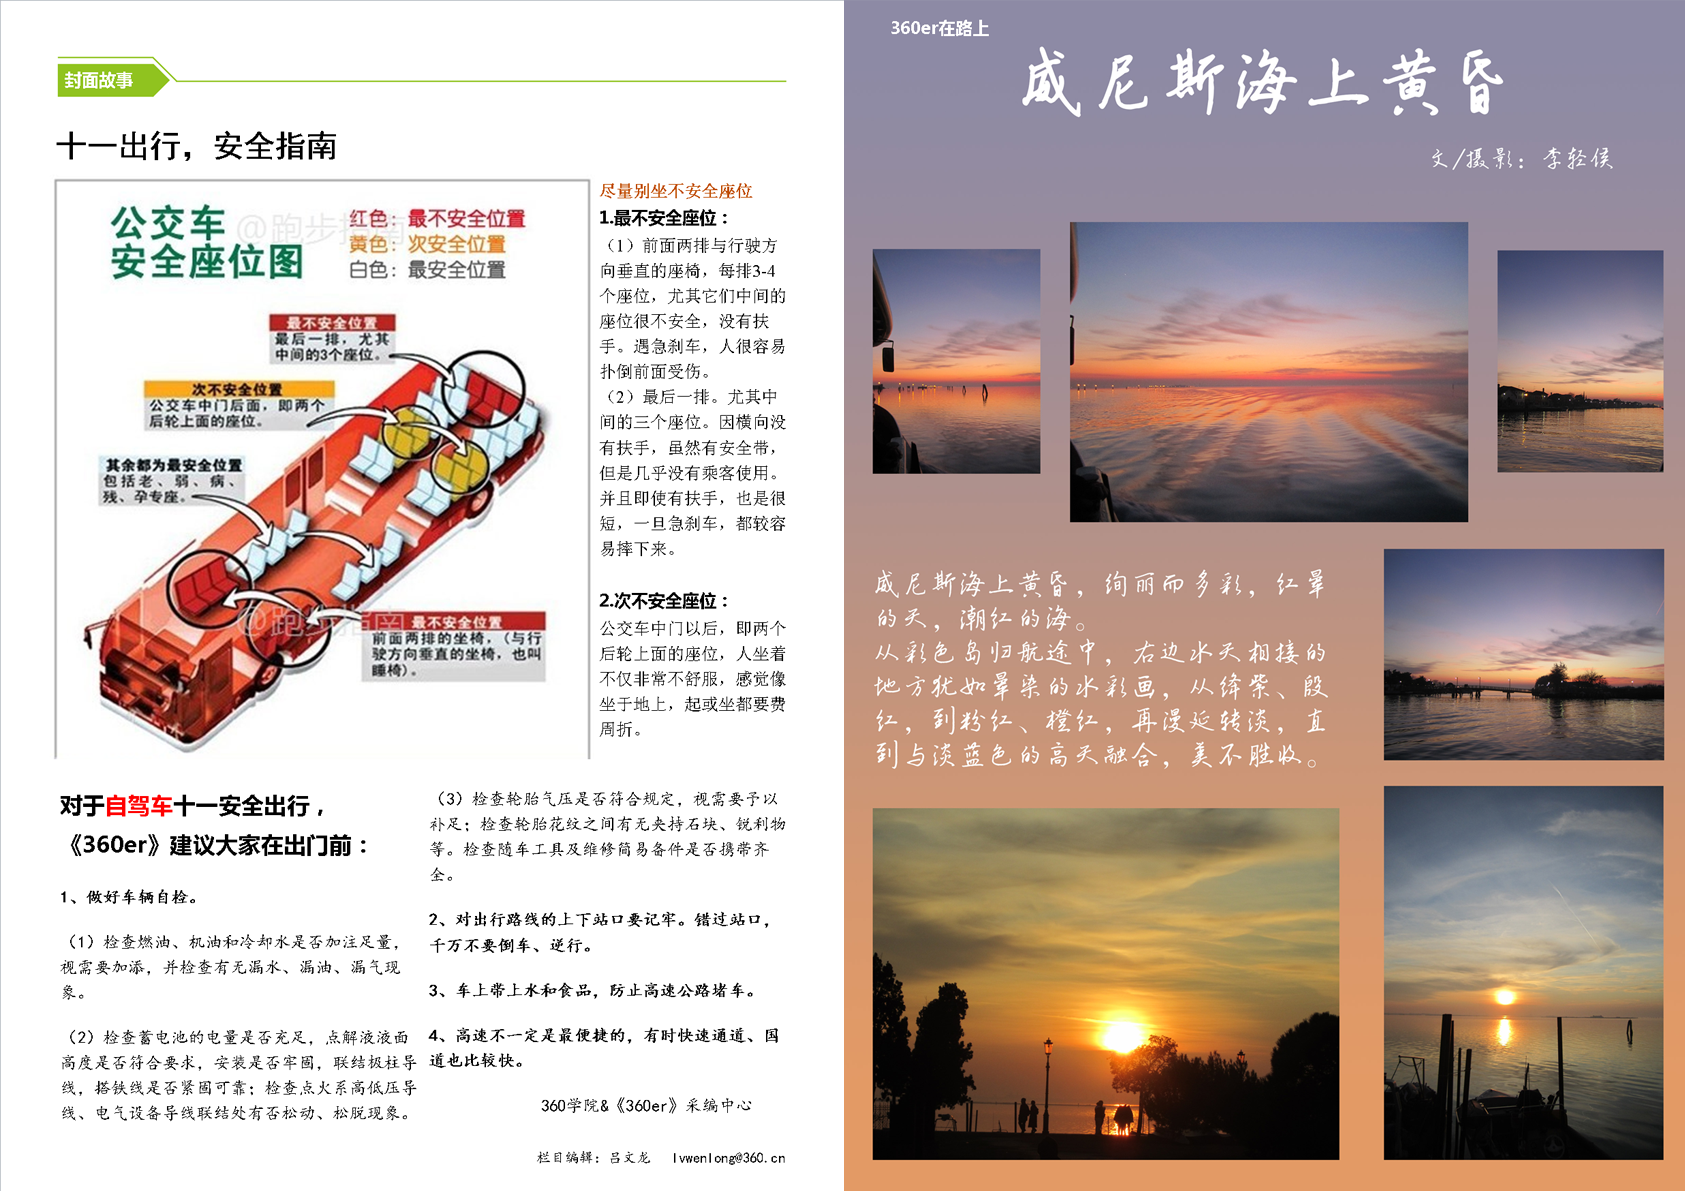 封面故事
十一出行，安全指南
公交车
安全座位图
@跑步指南
红色：最不安全位置
黄色：次安全位置
白色：最安全位置
最不安全位置
最后一排，尤其
中间的3个座位。
次不安全位置
公交车中门后面，即两个
后轮上面的座位。
其余都为最安全位置
包括老、弱、病、
残、孕专座。
@跑步指南
最不安全位置
前面两排的坐椅，（与行
驶方向垂直的坐椅，也叫
睡椅）。
尽量别坐不安全座位
1.最不安全座位：
（1）前面两排与行驶方
向垂直的座椅，每排3-4
个座位，尤其它们中间的
座位很不安全，没有扶
手。遇急刹车，人很容易
扑倒前面受伤。
（2）最后一排。尤其中
间的三个座位。因横向没
有扶手，虽然有安全带，
但是几乎没有乘客使用。
并且即使有扶手，也是很
短，一旦急刹车，都较容
易摔下来。
2.次不安全座位：
公交车中门以后，即两个
后轮上面的座位，人坐着
不仅非常不舒服，感觉像
坐于地上，起或坐都要费
周折。
对于自驾车十一安全出行，
《360er》建议大家在出门前：
1、做好车辆自检。
（1）检查燃油、机油和冷却水是否加注足量，
视需要加添，并检查有无漏水、漏油、漏气现
象。
（2）检查蓄电池的电量是否充足，点解液液面
高度是否符合要求，安装是否牢固，联结极柱导
线，搭铁线是否紧固可靠；检查点火系高低压导
线、电气设备导线联结处有否松动、松脱现象。
（3）检查轮胎气压是否符合规定，视需要予以
补足；检查轮胎花纹之间有无夹持石块、锐利物
等。检查随车工具及维修简易备件是否携带齐
全。
2、对出行路线的上下站口要记牢。错过站口，
千万不要倒车、逆行。
3、车上带上水和食品，防止高速公路堵车。
4、高速不一定是最便捷的，有时快速通道、国
道也比较快。
360学院&《360er》采编中心
栏目编辑：吕文龙 lvwenlong@360.cn
360er在路上
威尼斯海上黄昏
文/摄影：李轻侯
威尼斯海上黄昏，绚丽而多彩，红晕
的天，潮红的海。
从彩色岛归航途中，右边水天相接的
地方犹如晕染的水彩画，从绛紫、殷
红，到粉红、橙红，再漫延转淡，直
到与淡蓝色的高天融合，美不胜收。